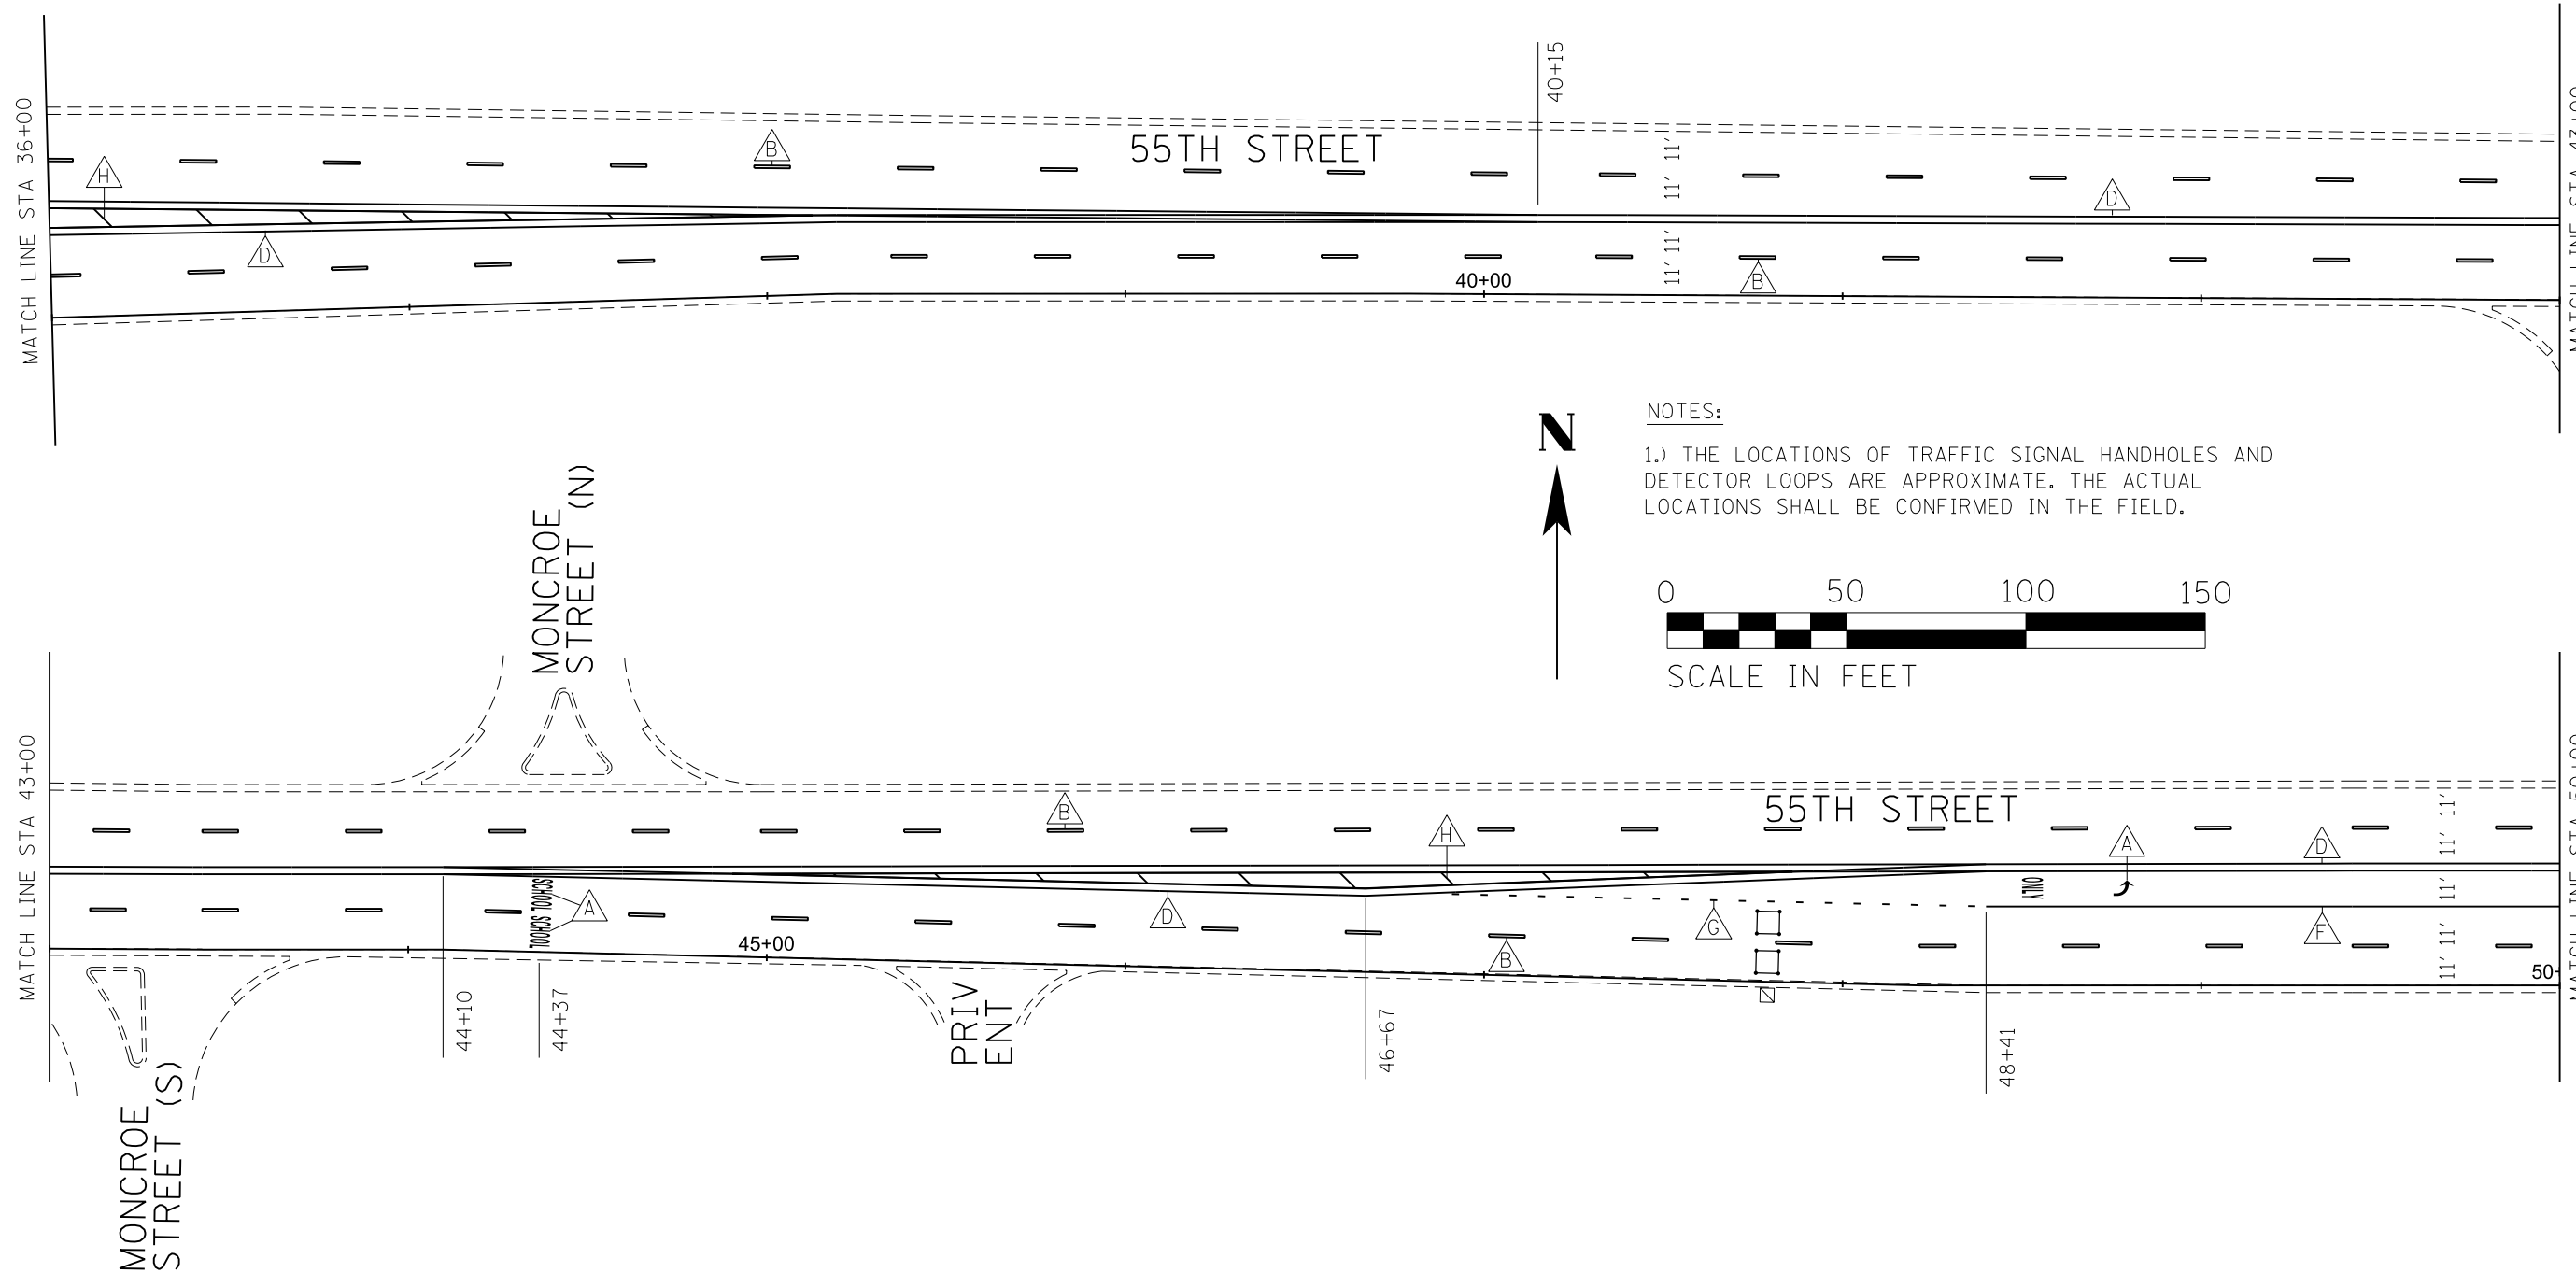 MATCH LINE STA 36+00
H
D
B
55TH STREET
40+15
11' 11'
11' 11'
40+00
B
D
NOTES:
1.) THE LOCATIONS OF TRAFFIC SIGNAL HANDHOLES AND
DETECTOR LOOPS ARE APPROXIMATE. THE ACTUAL
LOCATIONS SHALL BE CONFIRMED IN THE FIELD.
N
0 50 100 150
SCALE IN FEET
MONCROE
STREET (N)
MATCH LINE STA 43+00
B
H
55TH STREET
A
D
11' 11'
11'
11' 11'
ONLY
SCHOOL SCHOOL
A
D
G
F
B
45+00
44+10
44+37
PRIV
ENT
46+67
48+41
MONCROE
STREET (S)